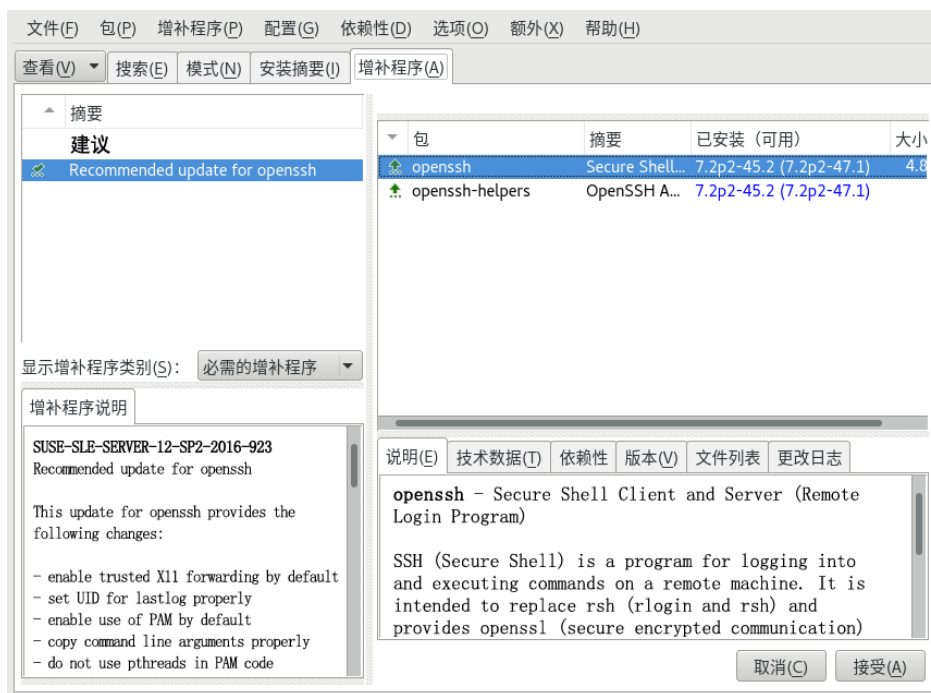 文件(F) 包(P) 增补程序(P) 配置(G) 依赖性(D) 选项(O) 额外(X) 帮助(H)
查看(V) 搜索(E) 模式(N) 安装摘要(I) 增补程序(A)
摘要
建议
Recommended update for openssh
包 摘要 已安装（可用） 大小
openssh Secure Shell... 7.2p2-45.2 (7.2p2-47.1) 4.8
openssh-helpers OpenSSH A... 7.2p2-45.2 (7.2p2-47.1)
显示增补程序类别(S)： 必需的增补程序
增补程序说明
SUSE-SLE-SERVER-12-SP2-2016-923
Recommended update for openssh
This update for openssh provides the
following changes:
- enable trusted X11 forwarding by default
- set UID for lastlog properly
- enable use of PAM by default
- copy command line arguments properly
- do not use pthreads in PAM code
说明(E) 技术数据(T) 依赖性 版本(V) 文件列表 更改日志
openssh - Secure Shell Client and Server (Remote
Login Program)
SSH (Secure Shell) is a program for logging into
and executing commands on a remote machine. It is
intended to replace rsh (rlogin and rsh) and
provides openssl (secure encrypted communication)
取消(C) 接受(A)